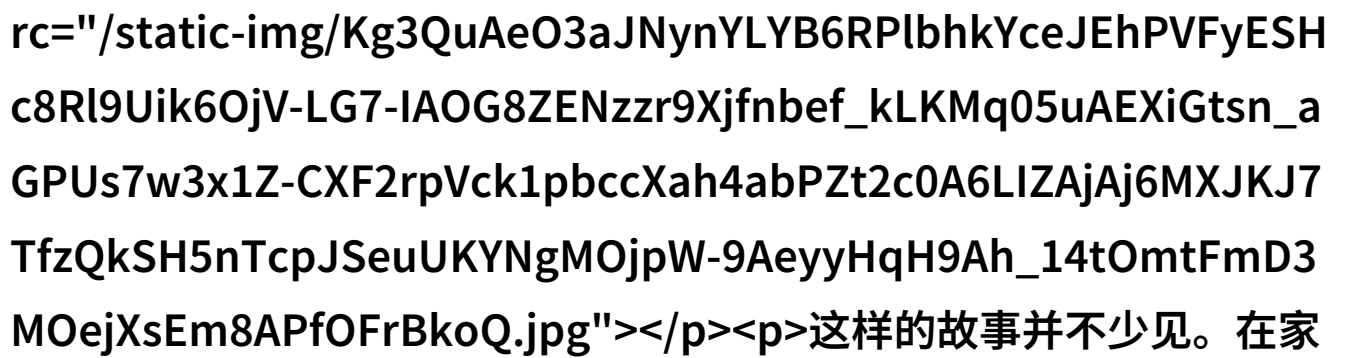 rc="/static-img/Kg3QuAeO3aJNynYLYB6RPlbhkYceJEhPVFyESH
c8Rl9Uik6OjV-LG7-IAOG8ZENzzr9Xjfnbef_kLKMq05uAEXiGtsn_a
GPUs7w3x1Z-CXF2rpVck1pbccXah4abPZt2c0A6LIZAjAj6MXJKJ7
TfzQkSH5nTcpJSeuUKYNgMOjpW-9AeyyHqH9Ah_14tOmtFmD3
MOejXsEm8APfOFrBkoQ.jpg"></p><p>这样的故事并不少见。在家